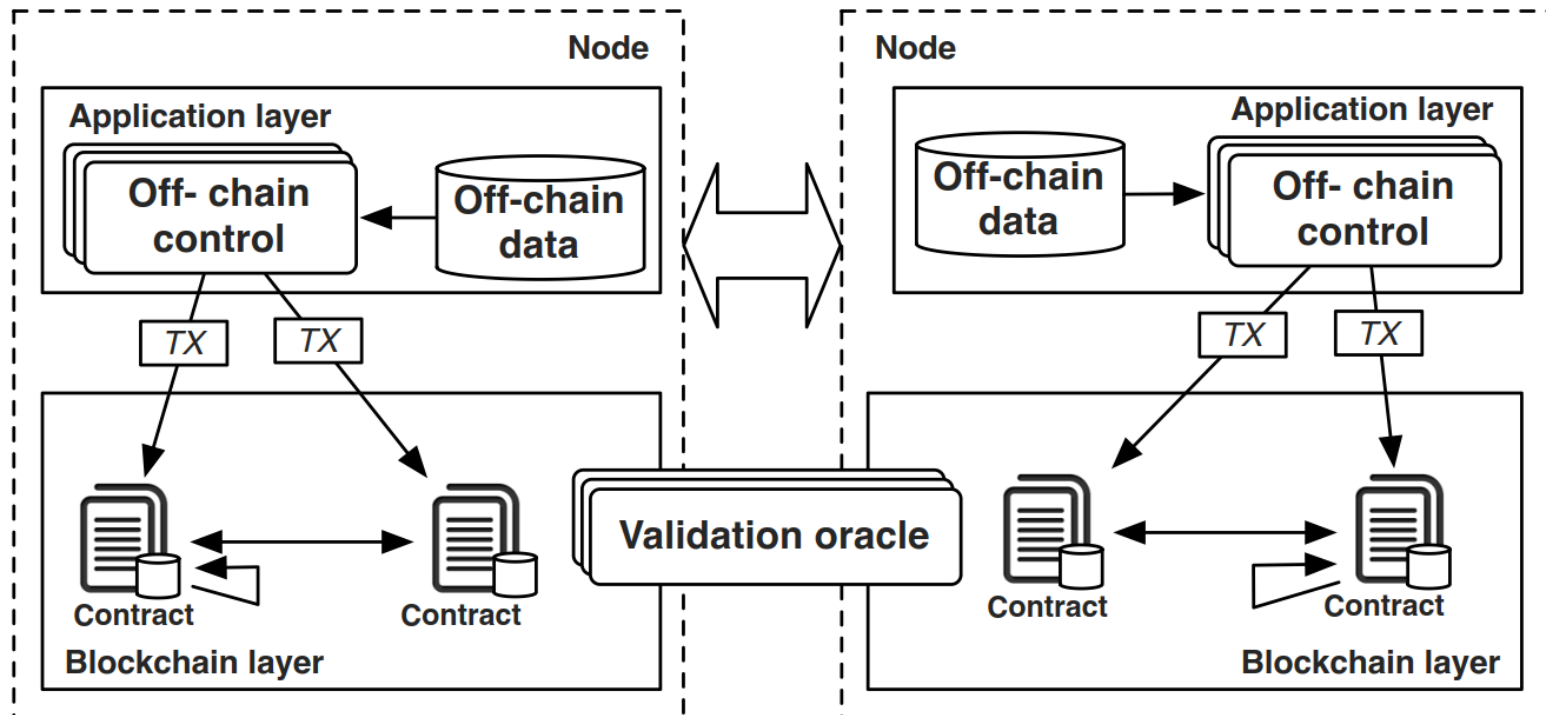 Node
Application layer
Off- chain
control
Off-chain
data
TX
TX
Contract
Contract
Blockchain layer
Validation oracle
Node
Application layer
Off-chain
data
Off- chain
control
TX
TX
Contract
Contract
Blockchain layer